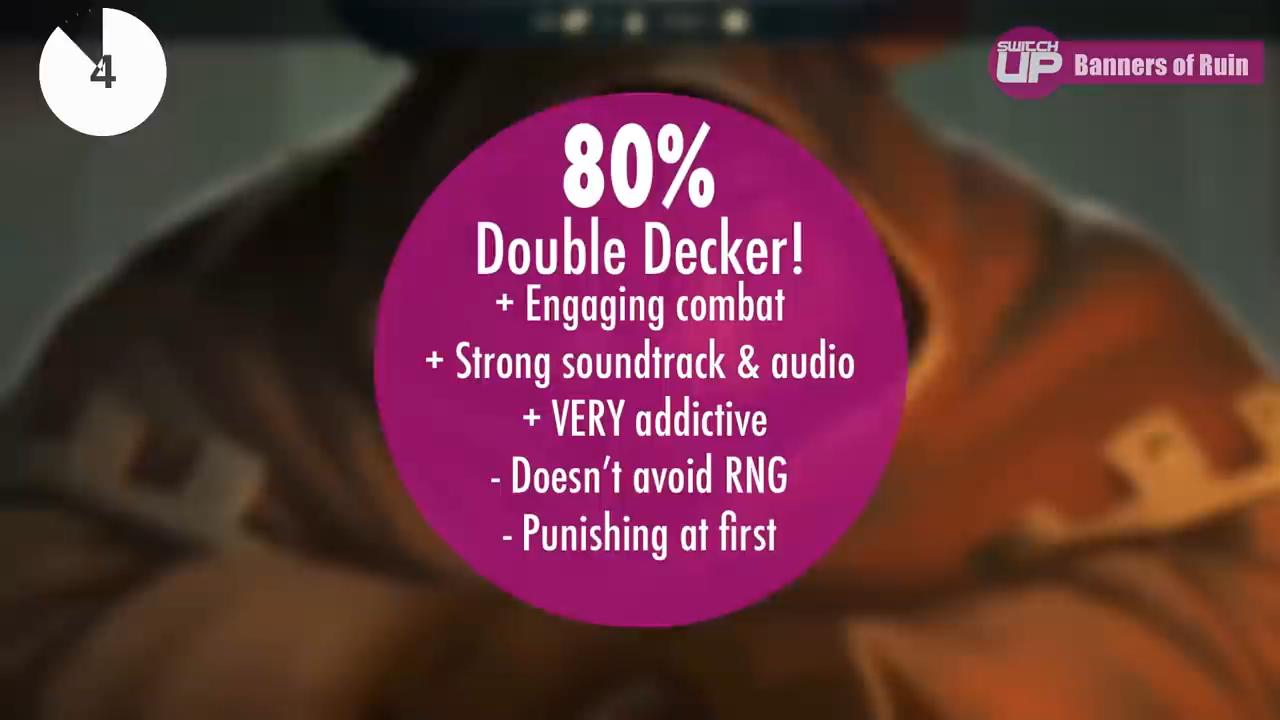 4
SWITCH
UP
Banners of Ruin
80%
Double Decker!
+ Engaging combat
+ Strong soundtrack & audio
+ VERY addictive
- Doesn't avoid RNG
- Punishing at first